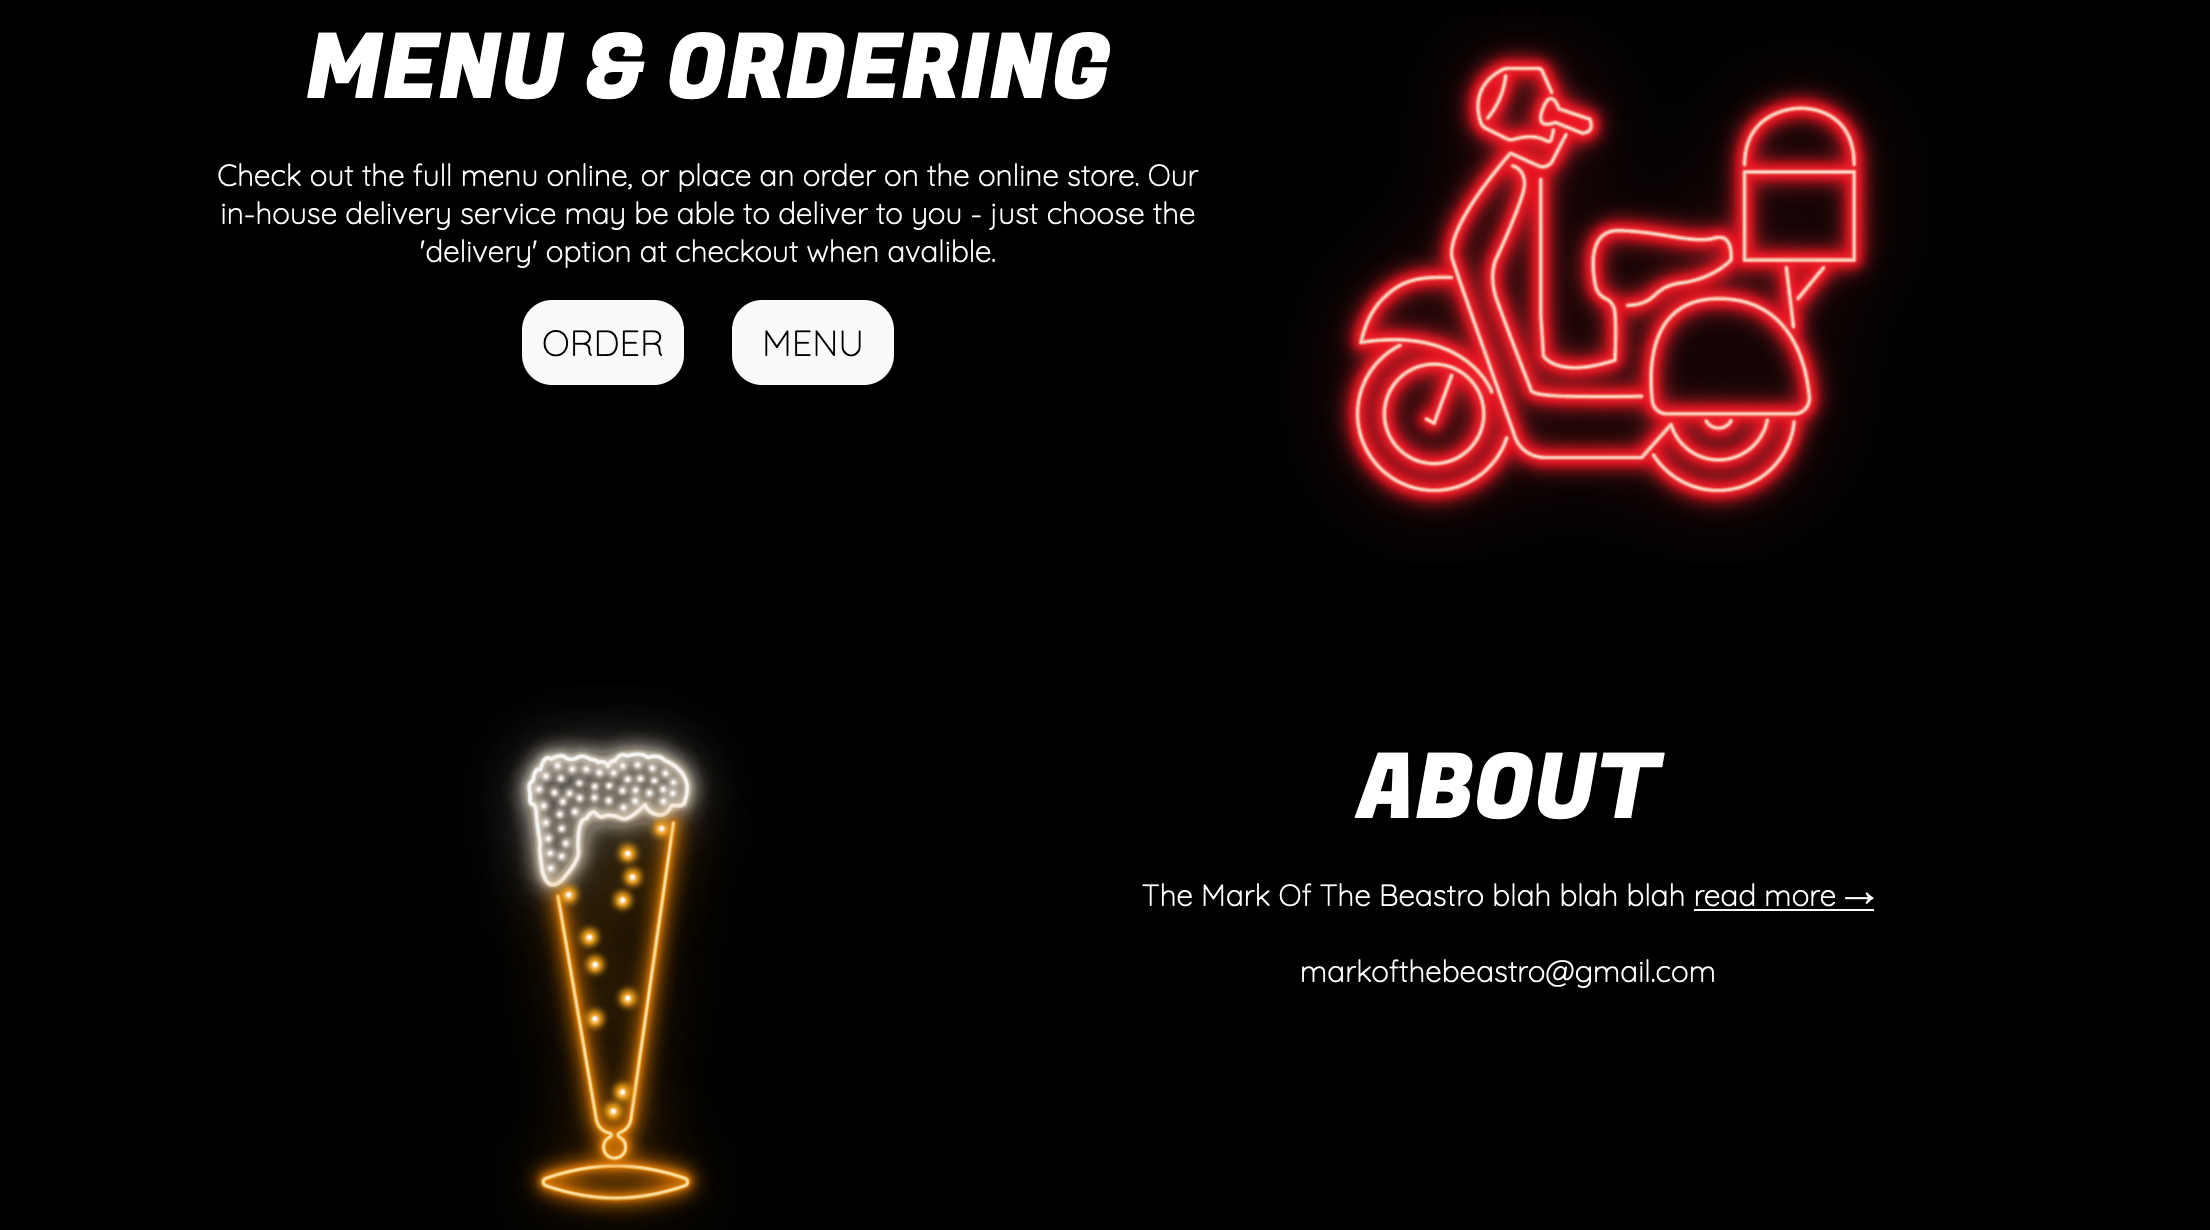 MENU & ORDERING
Check out the full menu online, or place an order on the online store. Our
in-house delivery service may be able to deliver to you - just choose the
'delivery' option at checkout when avalible.
ORDER
MENU
ABOUT
The Mark Of The Beastro blah blah blah read more →
markofthebeastro@gmail.com